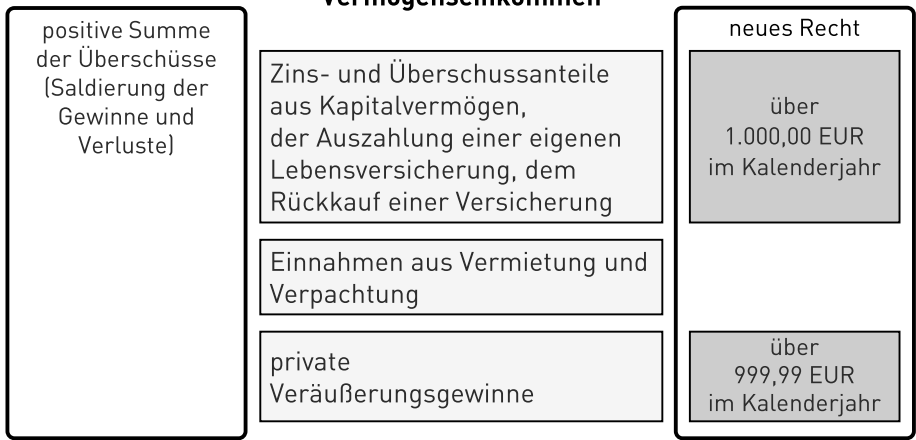 Vermögenseinkommen
positive Summe
der Überschüsse
(Saldierung der
Gewinne und
Verluste)
Zins- und Überschussanteile
aus Kapitalvermögen,
der Auszahlung einer eigenen
Lebensversicherung, dem
Rückkauf einer Versicherung
Einnahmen aus Vermietung und
Verpachtung
private
Veräußerungsgewinne
neues Recht
über
1.000,00 EUR
im Kalenderjahr
über
999,99 EUR
im Kalenderjahr